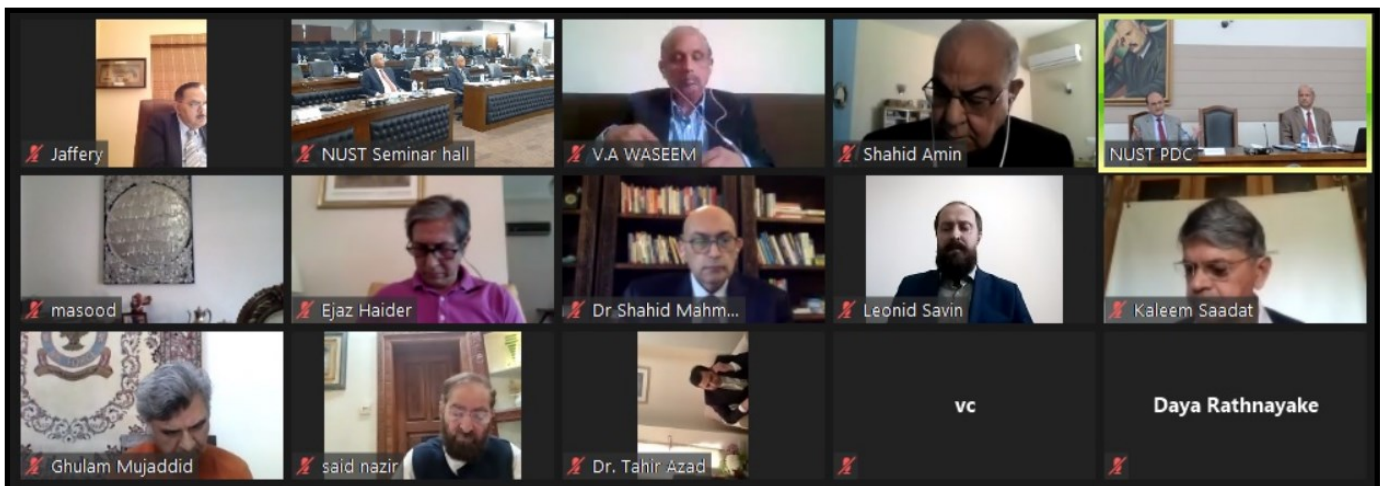 Jaffery
NUST Seminar hall
V.A WASEEM
Shahid Amin
NUST PDC
masood
Ejaz Haider
Dr Shahid Mahm...
Leonid Savin
Kaleem Saadat
Ghulam Mujaddid
said nazir
Dr. Tahir Azad
vc
Daya Rathnayake